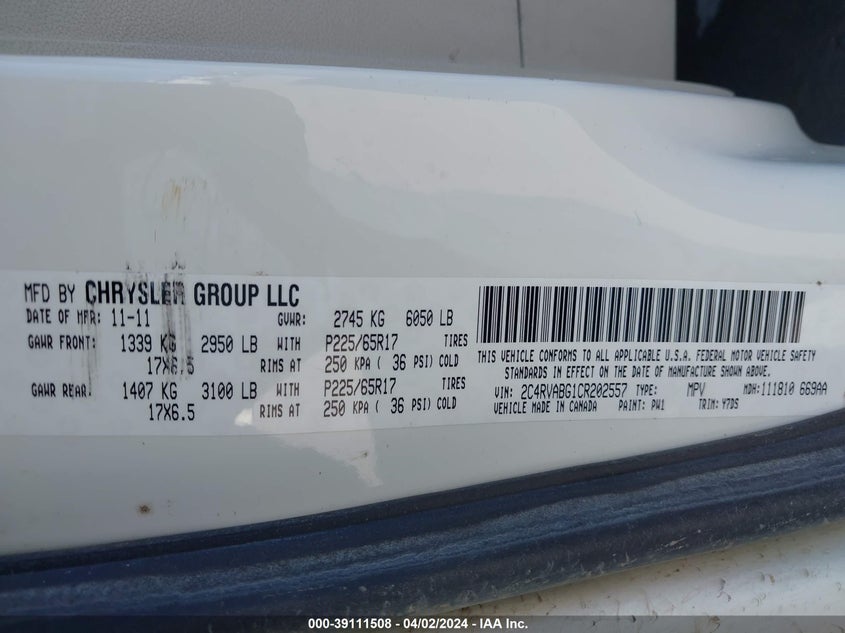 MFD BY CHRYSLER GROUP LLC
DATE OF MFR: 11-11 GVWR: 2745 KG 6050 LB
GAWR FRONT: 1339 KG 2950 LB WITH P225/65R17 TIRES
17X6.5 RIMS AT 250 KPA ( 36 PSI) COLD
GAWR REAR. 1407 KG 3100 LB WITH P225/65R17 TIRES
17X6.5 RIMS AT 250 KPA ( 36 PSI) COLD
THIS VEHICLE CONFORMS TO ALL APPLICABLE U.S.A. FEDERAL MOTOR VEHICLE SAFETY
STANDARDS IN EFFECT ON THE DATE OF MANUFACTURE SHOWN ABOVE.
VIN: 2C4RVABG1CR202557 TYPE: MPV MDH: 111810 669AA
VEHICLE MADE IN CANADA PAINT: PW1 TRIM: Y7DS
000-39111508 - 04/02/2024 - IAA Inc.